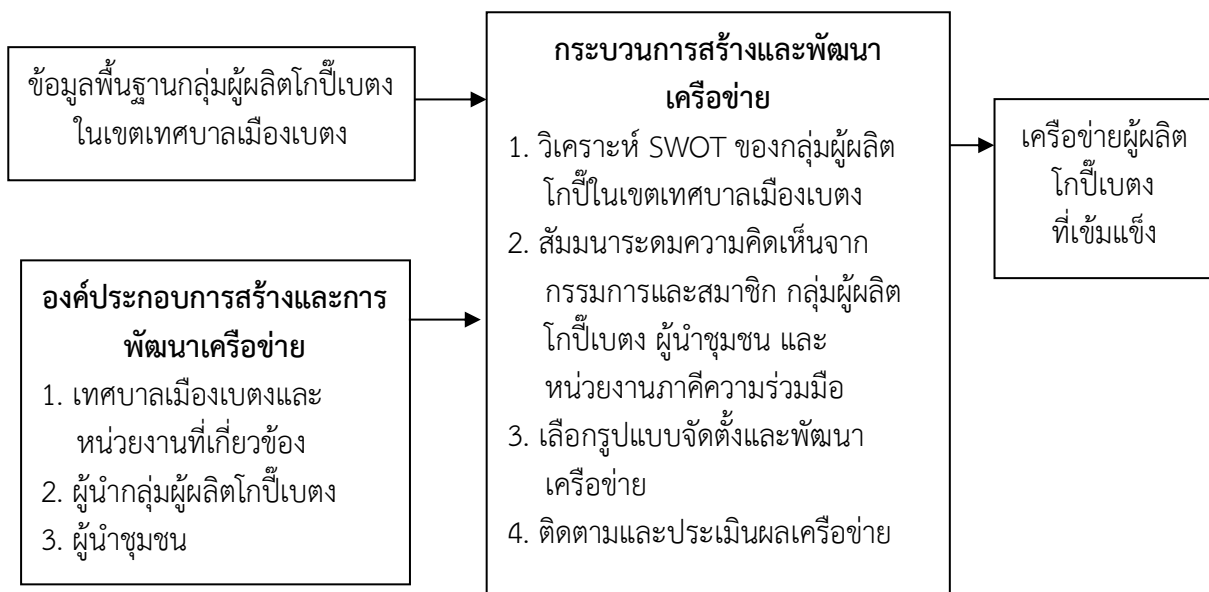 ข้อมูลพื้นฐานกลุ่มผู้ผลิตโกปี๊เบตง
ในเขตเทศบาลเมืองเบตง
องค์ประกอบการสร้างและการ
พัฒนาเครือข่าย
1. เทศบาลเมืองเบตงและ
หน่วยงานที่เกี่ยวข้อง
2. ผู้นำกลุ่มผู้ผลิตโกปี๊เบตง
3. ผู้นำชุมชน
กระบวนการสร้างและพัฒนา
เครือข่าย
1. วิเคราะห์ SWOT ของกลุ่มผู้ผลิต
โกปี๊ในเขตเทศบาลเมืองเบตง
2. สัมมนาระดมความคิดเห็นจาก
กรรมการและสมาชิก กลุ่มผู้ผลิต
โกปี๊เบตง ผู้นำชุมชน และ
หน่วยงานภาคีความร่วมมือ
3. เลือกรูปแบบจัดตั้งและพัฒนา
เครือข่าย
4. ติดตามและประเมินผลเครือข่าย
เครือข่ายผู้ผลิต
โกปี๊เบตง
ที่เข้มแข็ง